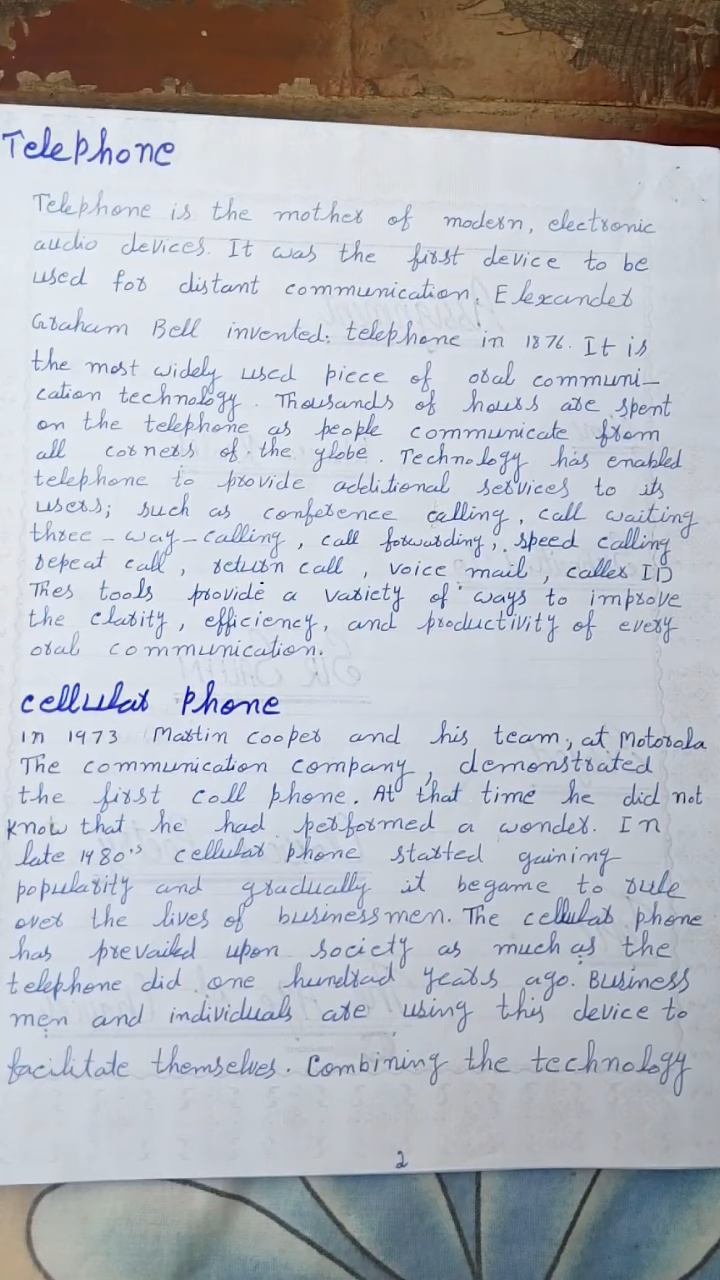 Telephone
Telephone is the mother of modern, electronic
audio devices. It was the first device to be
used for distant communication. Elexander
Graham Bell invented. telephone in 1876. It is
the most widely used piece of oral communi-
cation technology. Thousands of hours are spent
on the telephone as people communicate from
all corners of the globe. Technology has enabled
telephone to provide additional services to its
users; such as conference calling, call waiting
three-way-calling, call forwarding, speed calling
repeat call, return call, voice mail, caller ID
Thes tools provide a variety of ways to improve
the clarity, efficiency, and productivity of every
oral communication.
cellular Phone
in 1973 Martin cooper and his team, at Motorola
The communication company, demonstrated
the first coll phone. At that time he did not
know that he had performed a wonder. In
late 1980's cellular phone started gaining
popularity and gradually it begame to rule
over the lives of businessmen. The cellular phone
has prevailed upon society as much as the
telephone did one hundrad years ago. Business
men and individuals are using this device to
facilitate themselves. Combining the technology
2